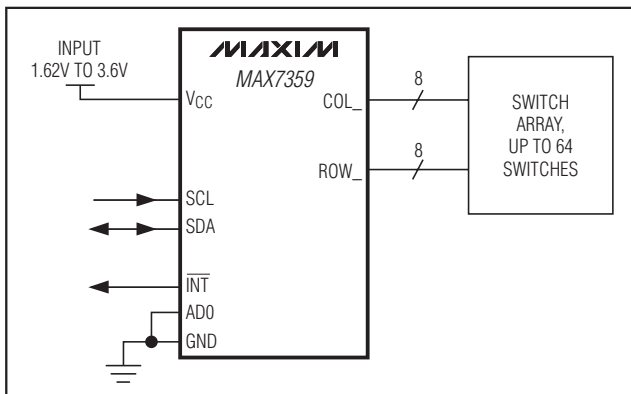 INPUT
1.62V TO 3.6V
MAXIM
MAX7359
VCC
COL_
8
ROW_
8
SWITCH
ARRAY,
UP TO 64
SWITCHES
SCL
SDA
INT
AD0
GND